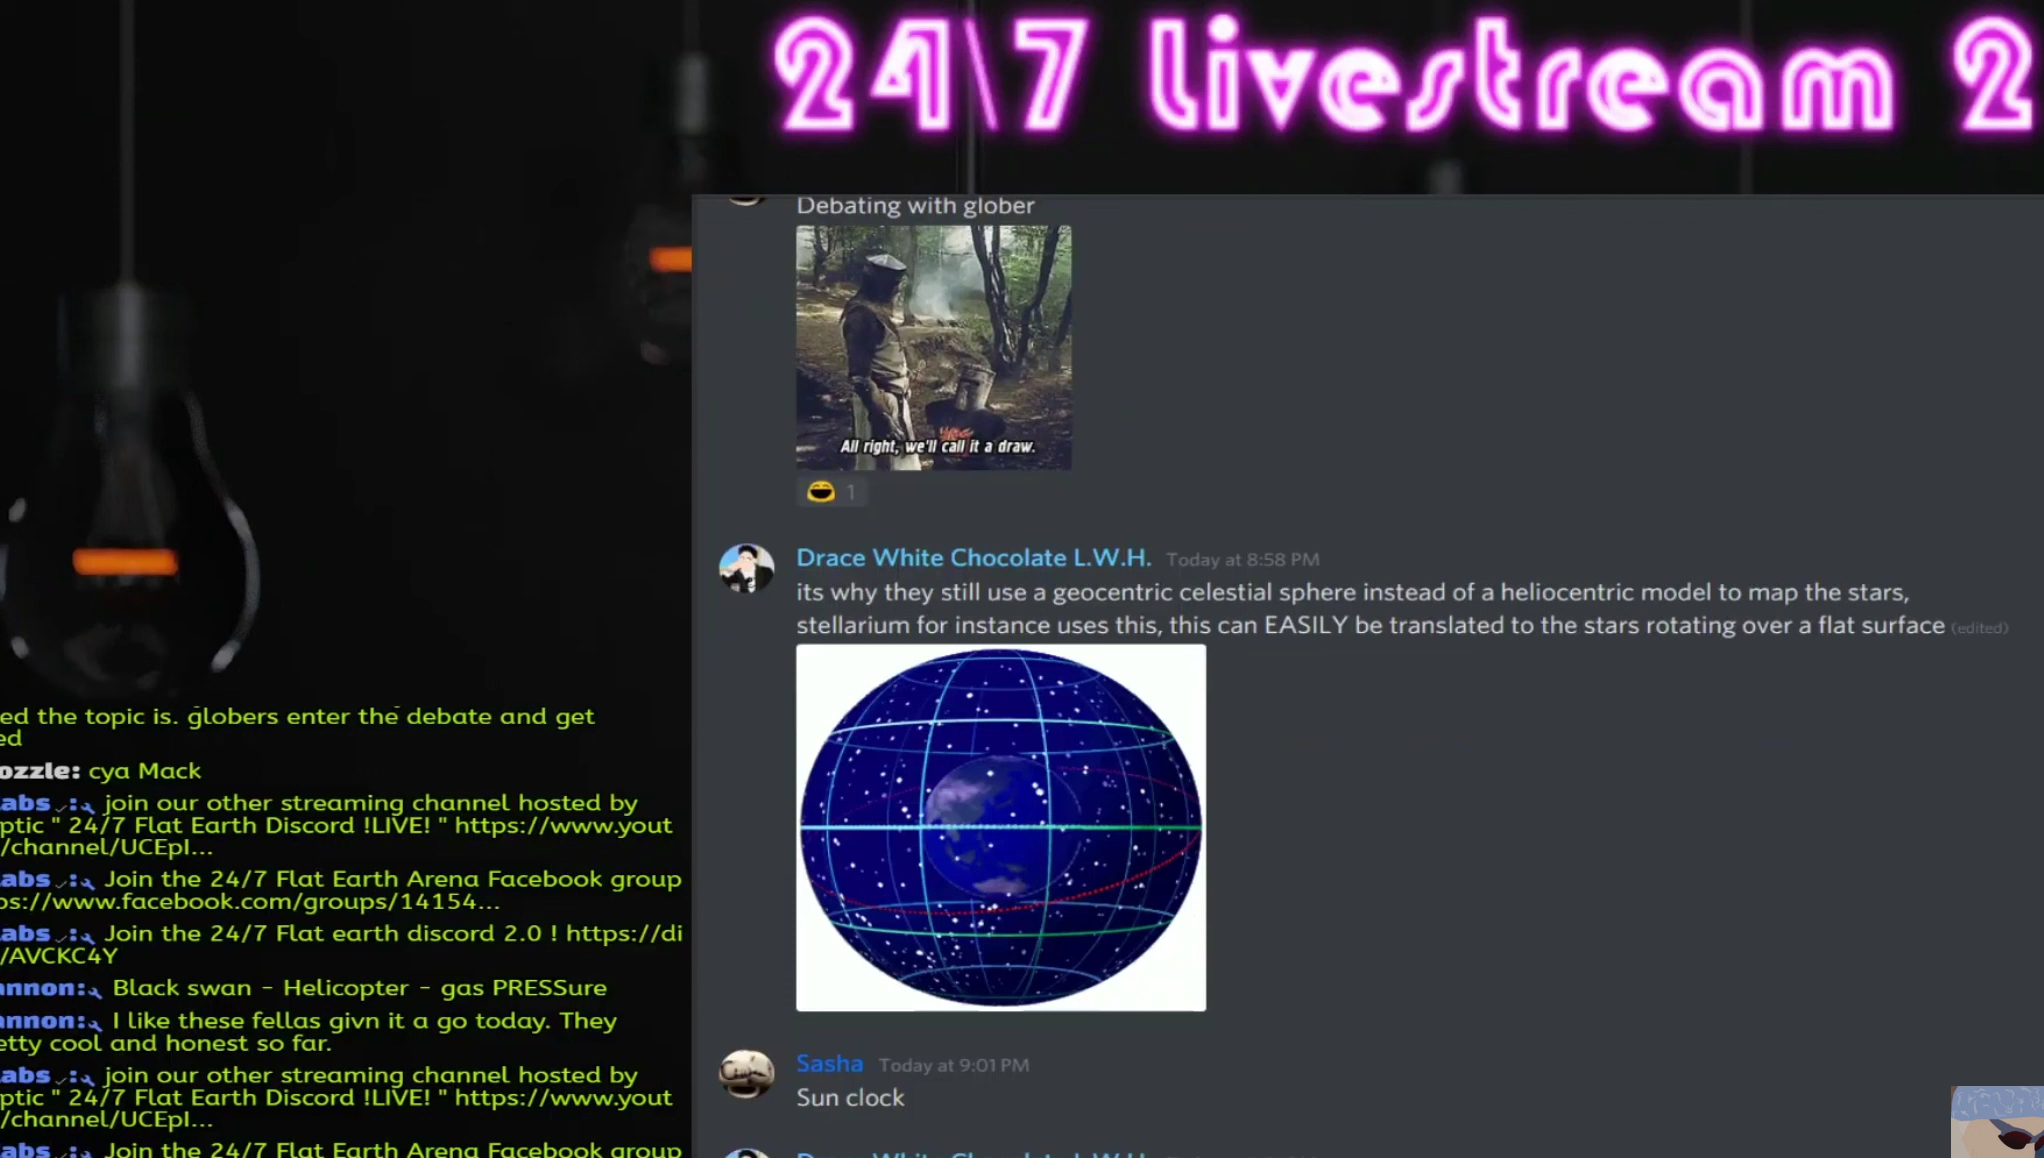 24\7 Livestream 2
Debating with glober
All right, we'll call it a draw.
1
Drace White Chocolate L.W.H. Today at 8:58 PM
its why they still use a geocentric celestial sphere instead of a heliocentric model to map the stars,
stellarium for instance uses this, this can EASILY be translated to the stars rotating over a flat surface (edited)
Sasha Today at 9:01 PM
Sun clock
ed the topic is. globers enter the debate and get
ed
ozzle: cya Mack
abs : join our other streaming channel hosted by
ptic " 24/7 Flat Earth Discord !LIVE! " https://www.yout
/channel/UCEpI...
abs : Join the 24/7 Flat Earth Arena Facebook group
ps://www.facebook.com/groups/14154...
abs : Join the 24/7 Flat earth discord 2.0 ! https://di
/AVCKC4Y
annon: Black swan - Helicopter - gas PRESSure
annon: I like these fellas givn it a go today. They
etty cool and honest so far.
abs : join our other streaming channel hosted by
ptic " 24/7 Flat Earth Discord !LIVE! " https://www.yout
/channel/UCEpI...
abs : Join the 24/7 Flat Earth Arena Facebook group